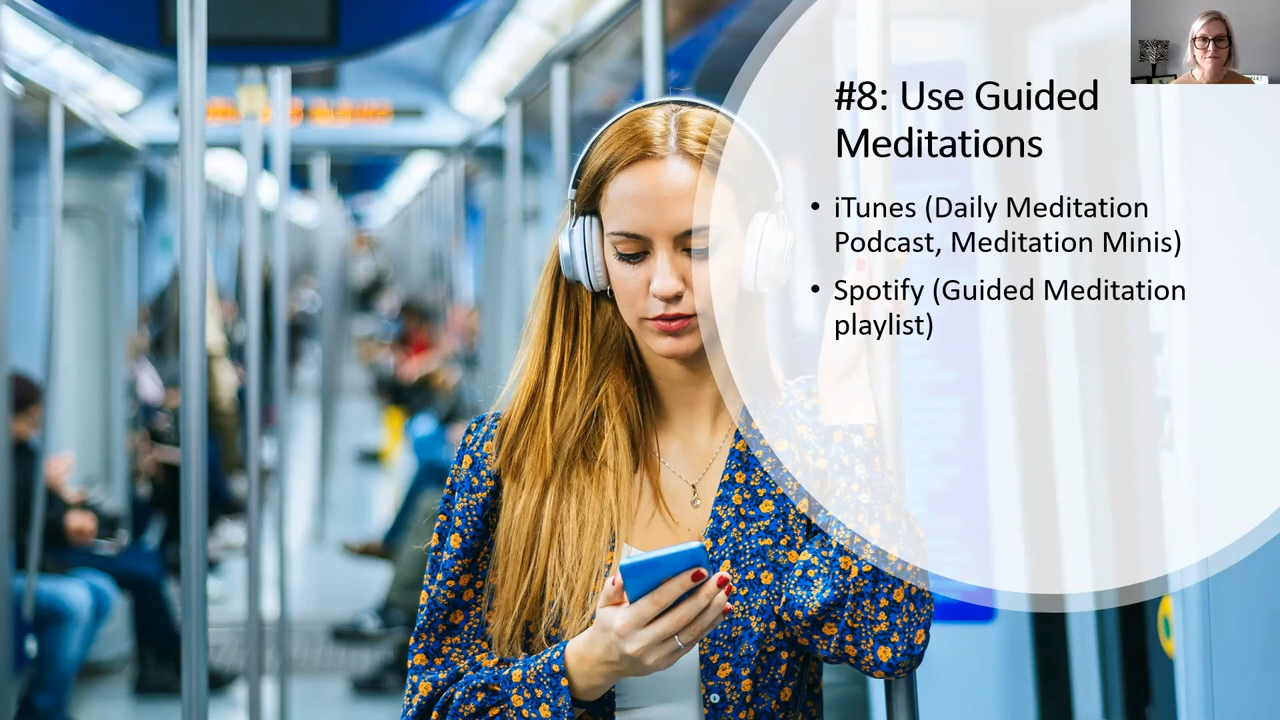 #8: Use Guided
Meditations
• iTunes (Daily Meditation
Podcast, Meditation Minis)
• Spotify (Guided Meditation
playlist)